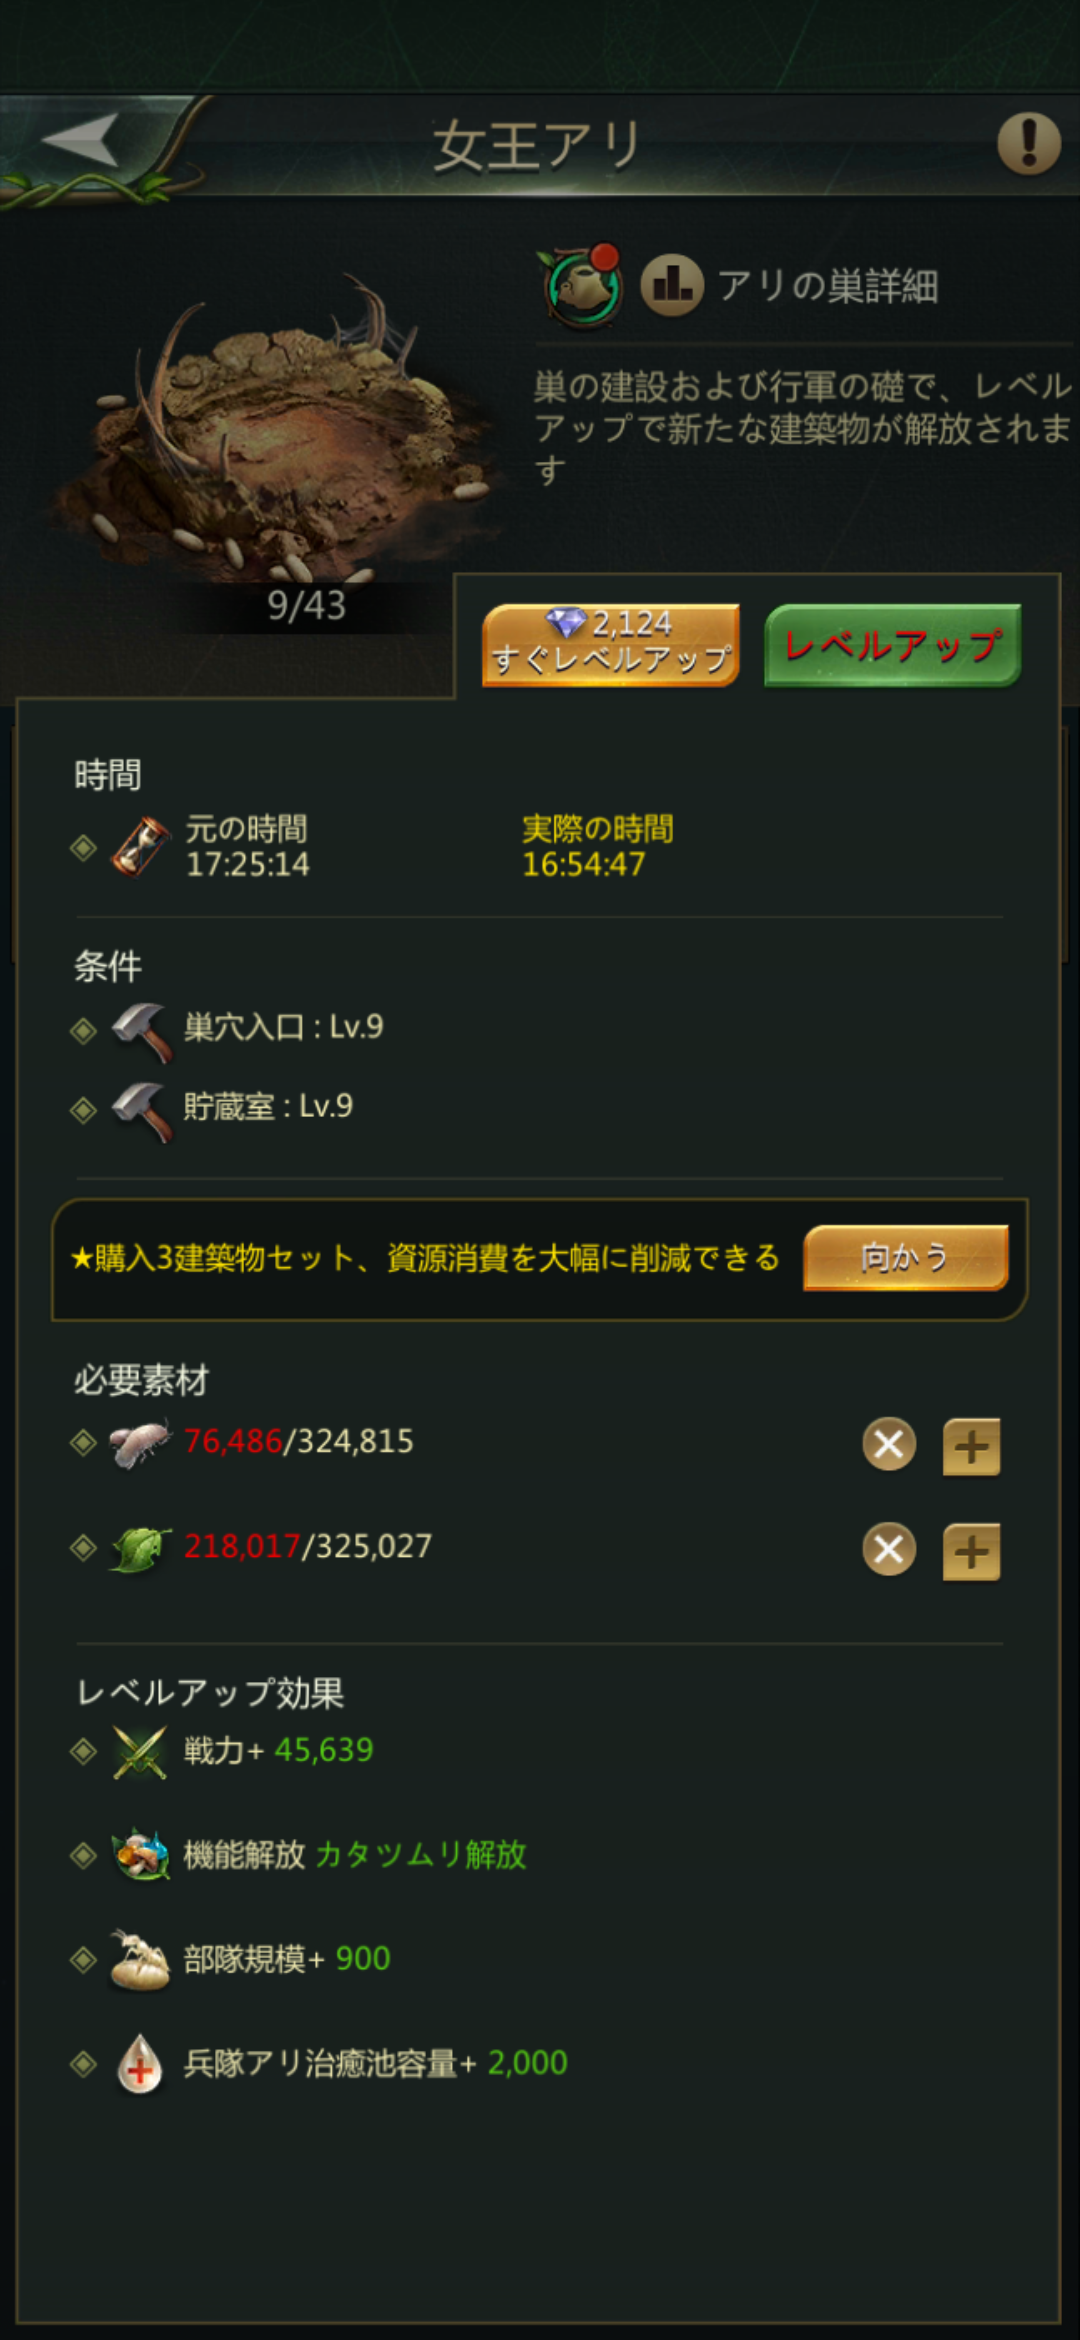 女王アリ
アリの巣詳細
巣の建設および行軍の礎で、レベル
アップで新たな建築物が解放されま
す
9/43
2,124
すぐレベルアップ
レベルアップ
時間
元の時間
17:25:14
実際の時間
16:54:47
条件
巣穴入口 : Lv.9
貯蔵室 : Lv.9
★購入3建築物セット、資源消費を大幅に削減できる
向かう
必要素材
76,486/324,815
218,017/325,027
レベルアップ効果
戦力+ 45,639
機能解放 カタツムリ解放
部隊規模+ 900
兵隊アリ治癒池容量+ 2,000